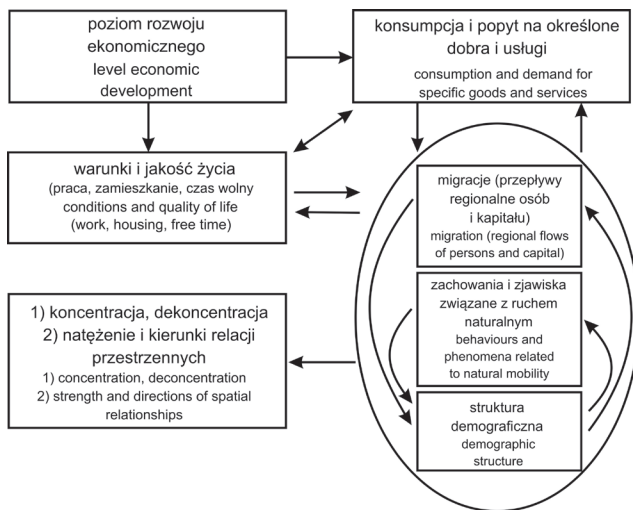 poziom rozwoju
ekonomicznego
level economic
development
konsumpcja i popyt na określone
dobra i usługi
consumption and demand for
specific goods and services
warunki i jakość życia
(praca, zamieszkanie, czas wolny
conditions and quality of life
(work, housing, free time)
migracje (przepływy
regionalne osób
i kapitału)
migration (regional flows
of persons and capital)
zachowania i zjawiska
związane z ruchem
naturalnym
behaviours and
phenomena related
to natural mobility
1) koncentracja, dekoncentracja
2) natężenie i kierunki relacji
przestrzennych
1) concentration, deconcentration
2) strength and directions of spatial
relationships
struktura
demograficzna
demographic
structure